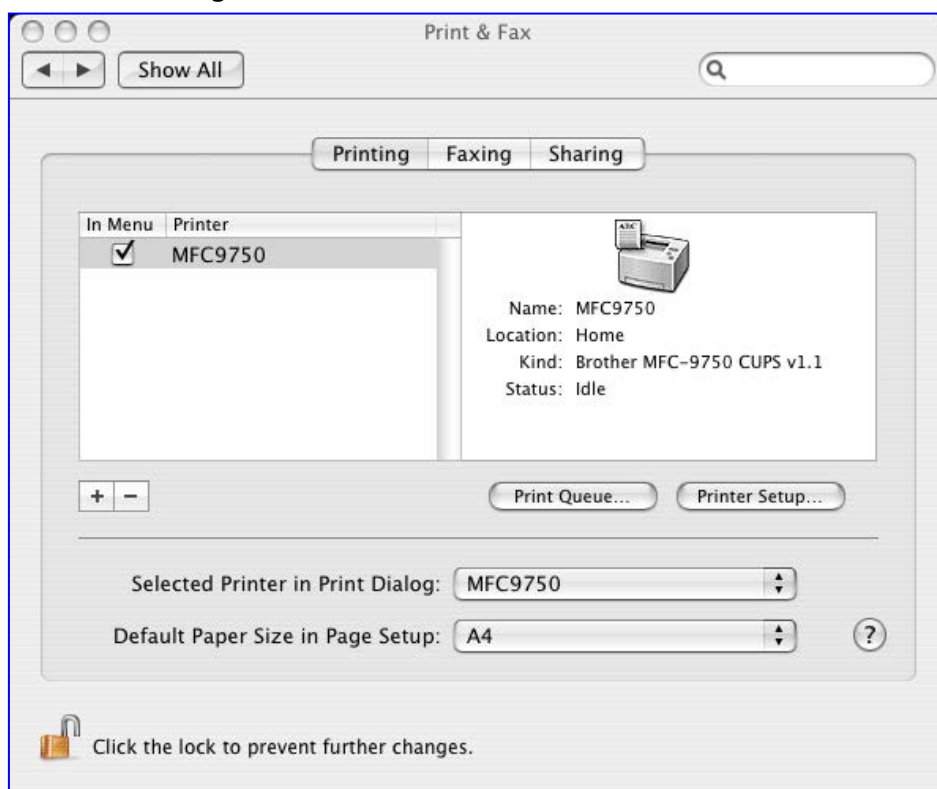 Print & Fax
Show All
Printing Faxing Sharing
In Menu Printer
MFC9750
ABC
Name: MFC9750
Location: Home
Kind: Brother MFC-9750 CUPS v1.1
Status: Idle
+ −
Print Queue... Printer Setup...
Selected Printer in Print Dialog: MFC9750
Default Paper Size in Page Setup: A4 ?
Click the lock to prevent further changes.